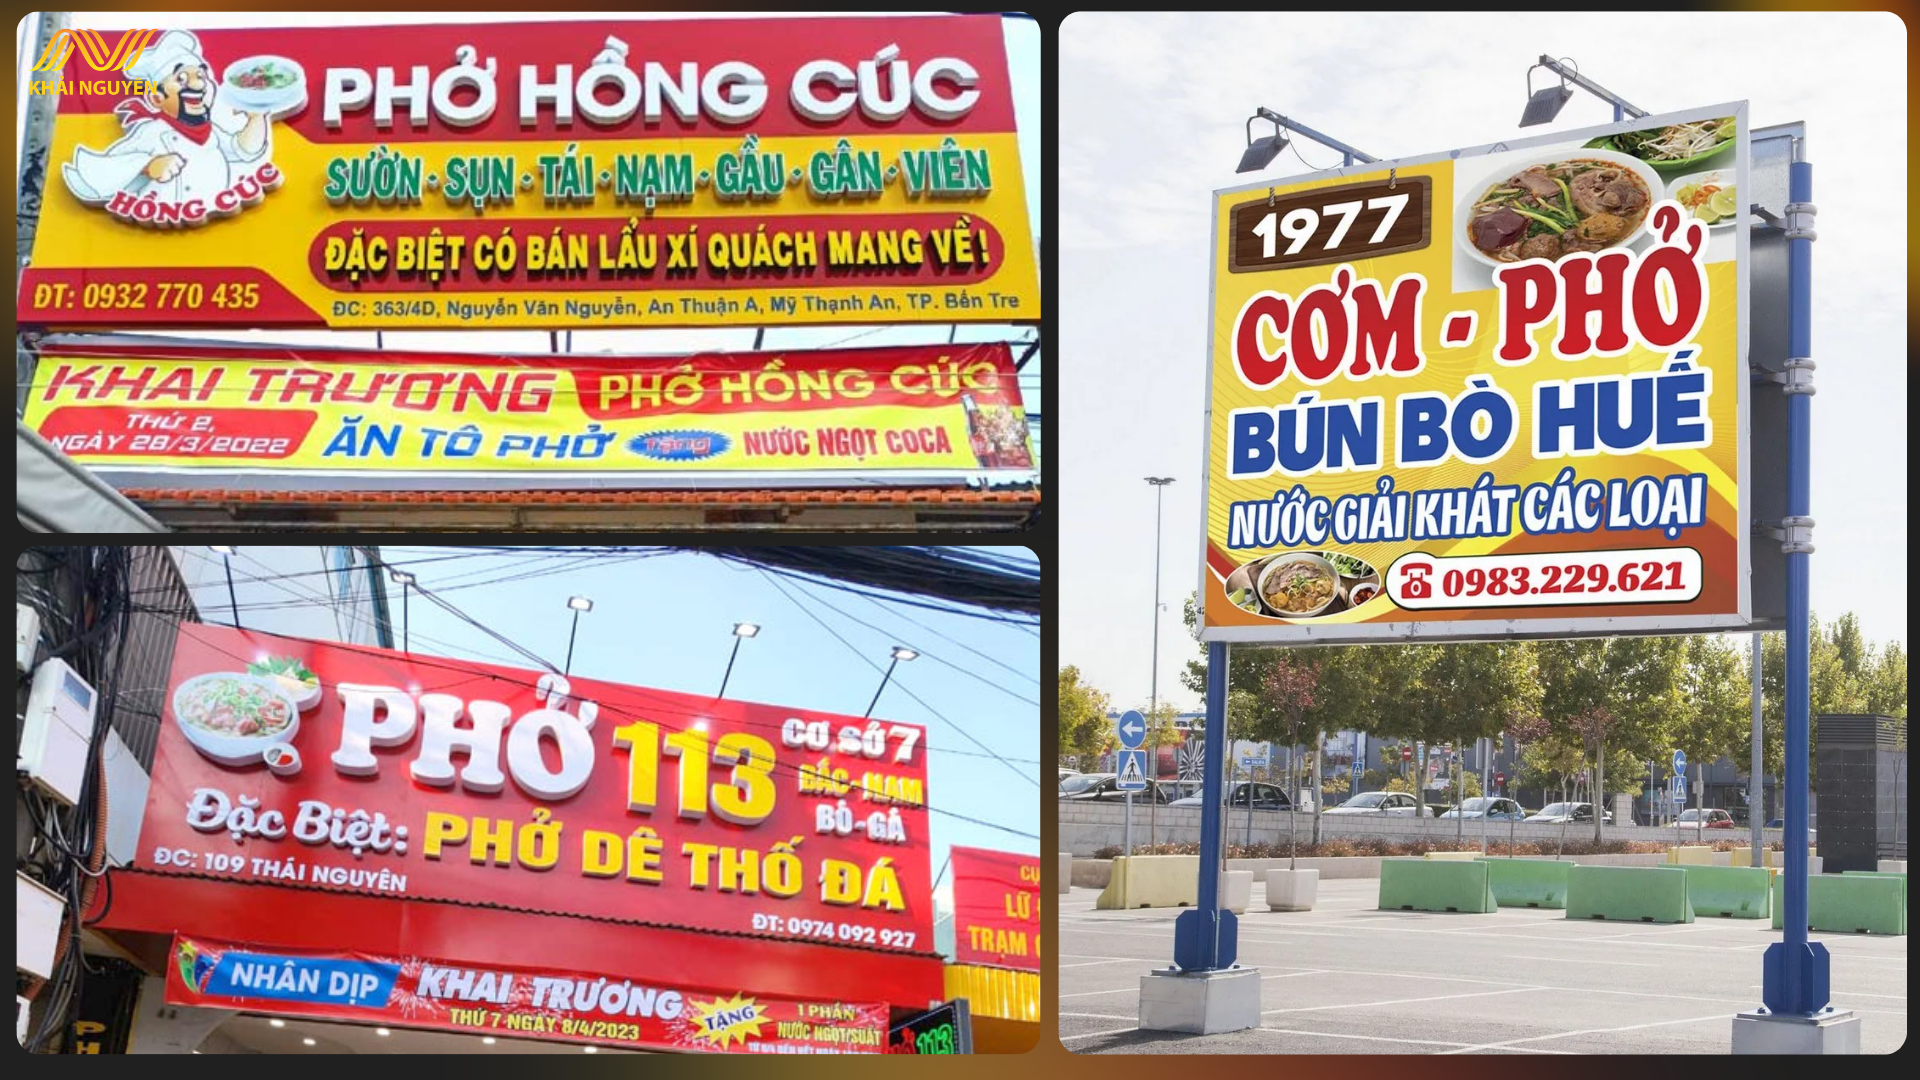 KHẢI NGUYÊN
PHỞ HỒNG CÚC
HỒNG CÚC
SƯỜN • SỤN • TÁI • NẠM • GẦU • GÂN • VIÊN
ĐẶC BIỆT CÓ BÁN LẨU XÍ QUÁCH MANG VỀ !
ĐT: 0932 770 435
ĐC: 363/4D, Nguyễn Văn Nguyễn, An Thuận A, Mỹ Thạnh An, TP. Bến Tre
KHAI TRƯƠNG
PHỞ HỒNG CÚC
THỨ 2,
NGÀY 28/3/2022
ĂN TÔ PHỞ Tặng NƯỚC NGỌT COCA
PHỞ 113
CƠ SỞ 7
BẮC-NAM
BÒ-GÀ
Đặc Biệt: PHỞ DÊ THỐ ĐÁ
ĐC: 109 THÁI NGUYÊN
ĐT: 0974 092 927
NHÂN DỊP KHAI TRƯƠNG
THỨ 7 NGÀY 8/4/2023
TẶNG
1 PHẦN
NƯỚC NGỌT/SUẤT
113
TRẠM
1977
CƠM - PHỞ
BÚN BÒ HUẾ
NƯỚC GIẢI KHÁT CÁC LOẠI
0983.229.621